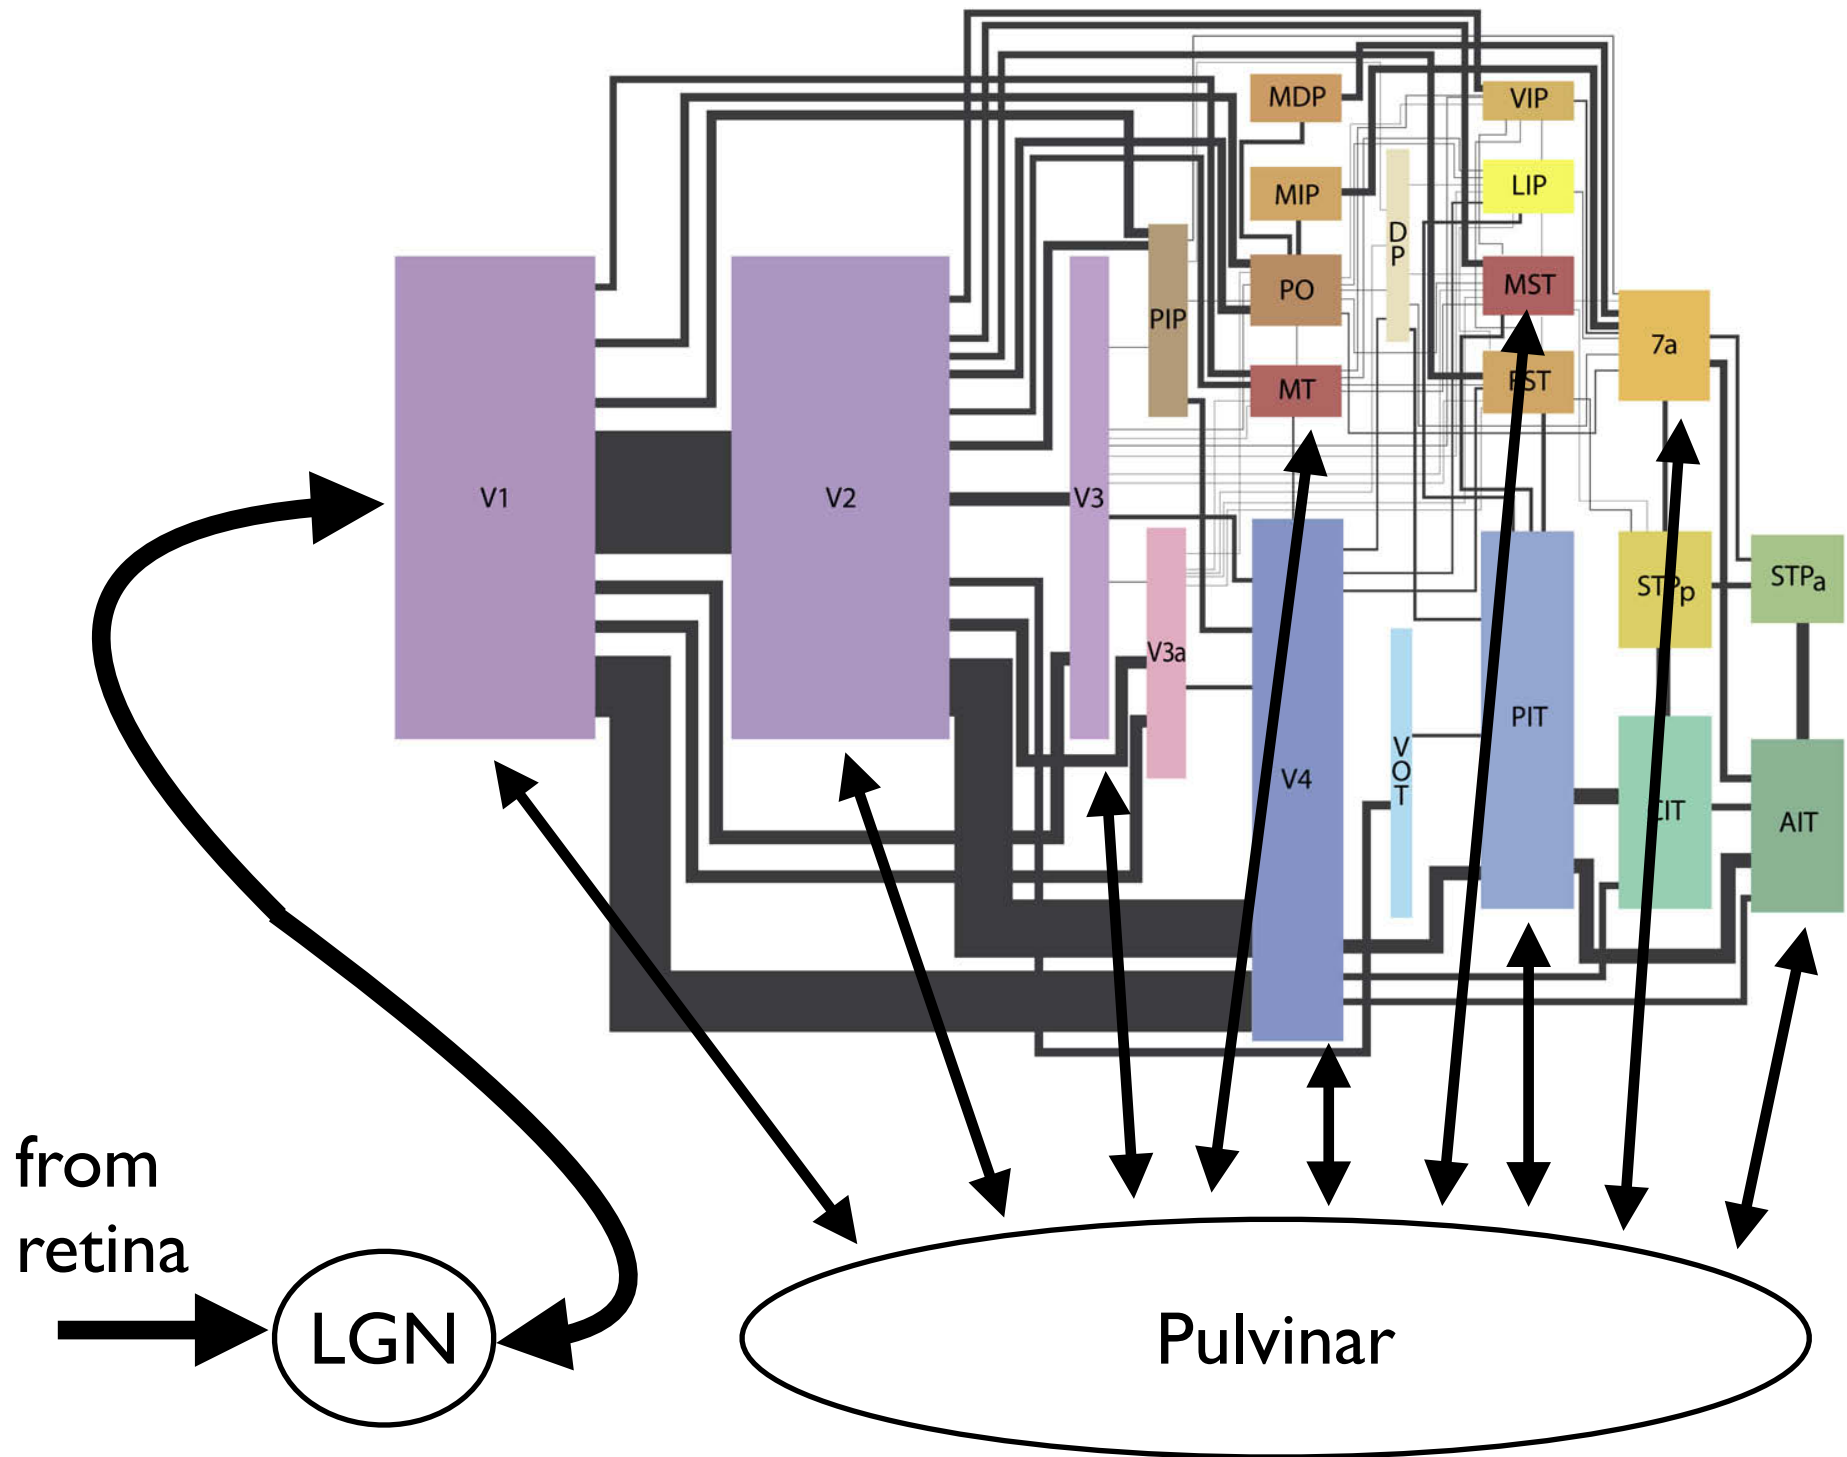 MDP
VIP
MIP
LIP
D
P
PO
MST
PIP
7a
MT
FST
V1
V2
V3
V3a
STPp
STPa
PIT
V4
V
O
T
CIT
AIT
from
retina
LGN
Pulvinar